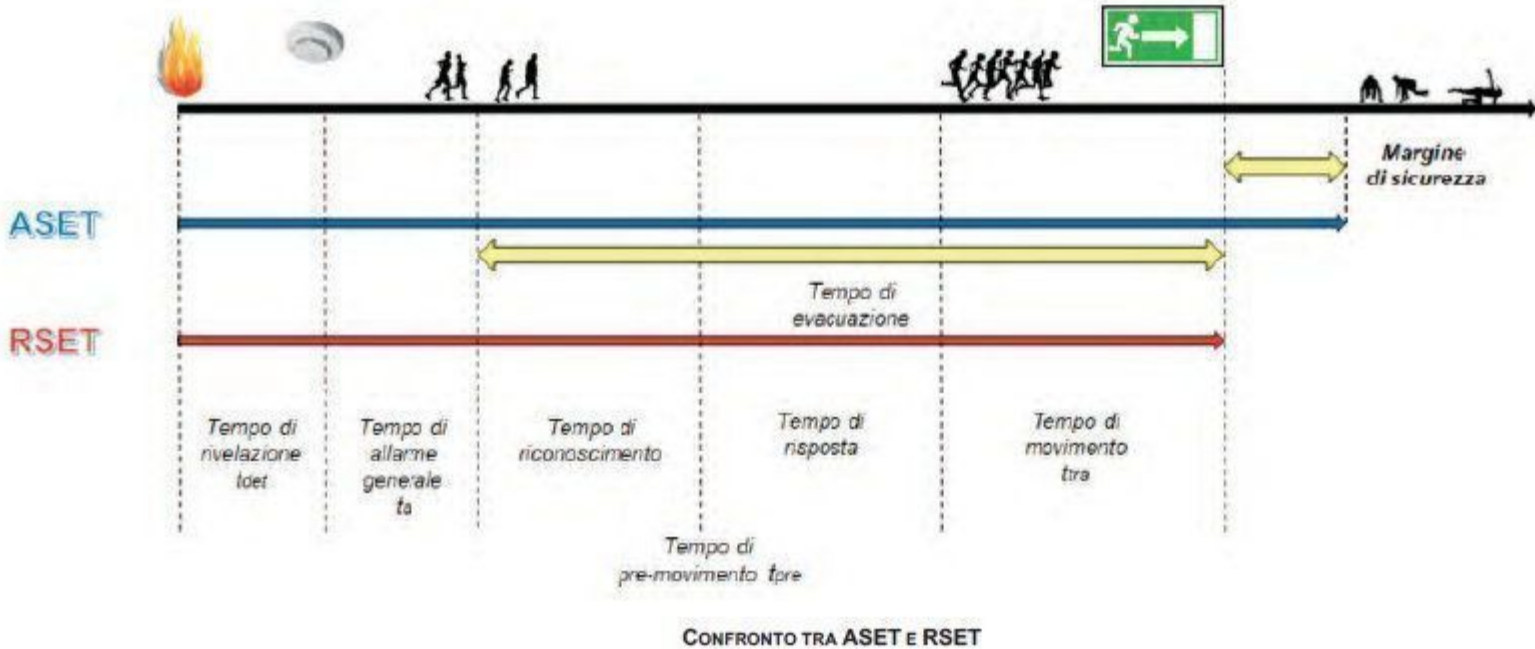 Margine
di sicurezza
ASET
Tempo di
evacuazione
RSET
Tempo di
rivelazione
tdet
Tempo di
allarme
generale
ta
Tempo di
riconoscimento
Tempo di
risposta
Tempo di
movimento
ttra
Tempo di
pre-movimento tpre
CONFRONTO TRA ASET E RSET